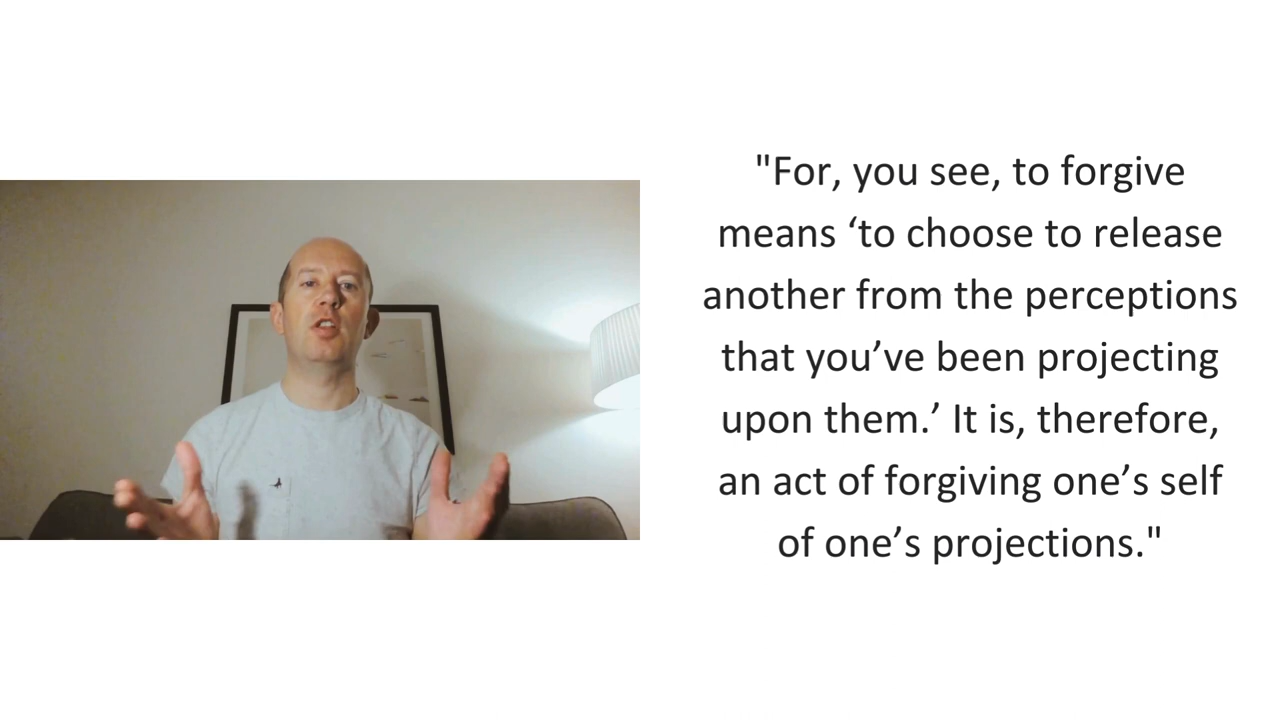 "For, you see, to forgive
means ‘to choose to release
another from the perceptions
that you’ve been projecting
upon them.’ It is, therefore,
an act of forgiving one’s self
of one’s projections."